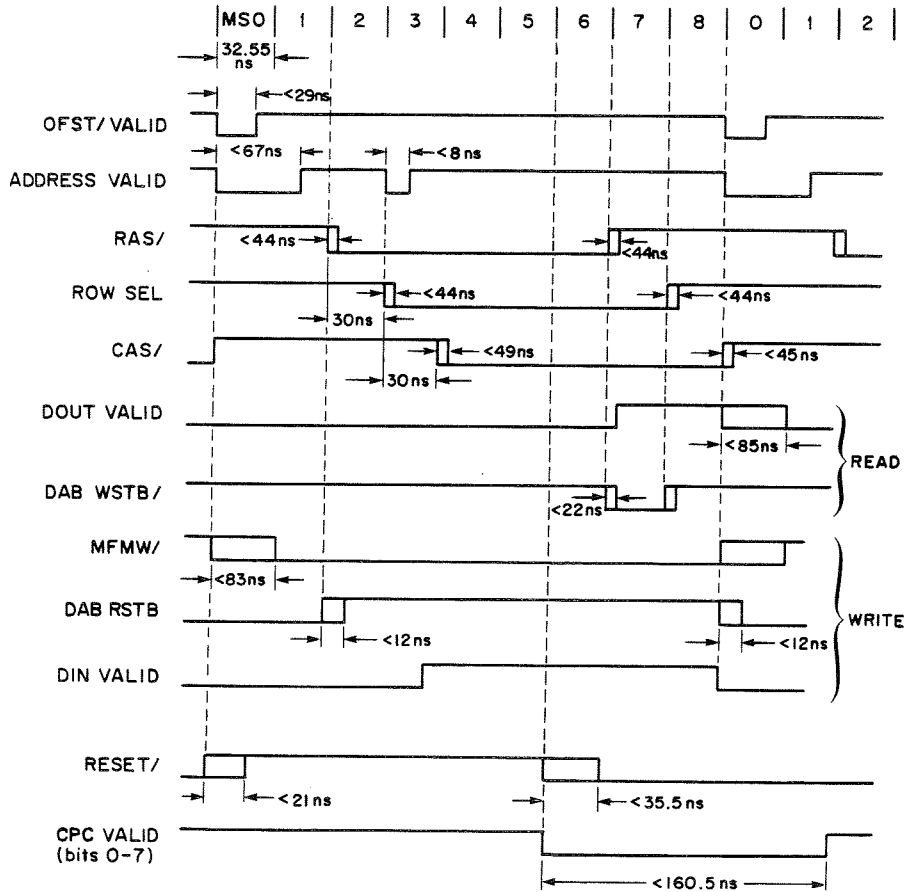 MS0 1 2 3 4 5 6 7 8 0 1 2
32.55 ns
<29ns
OFST/ VALID
<67ns <8ns
ADDRESS VALID
RAS/
<44ns <44ns
ROW SEL <44ns <44ns
30ns
CAS/ <49ns <45ns
30ns
DOUT VALID
<85ns READ
DAB WSTB/
<22ns
MFMW/
<83ns
DAB RSTB WRITE
<12ns <12ns
DIN VALID
RESET/
<21ns <35.5ns
CPC VALID
(bits 0-7)
<160.5ns